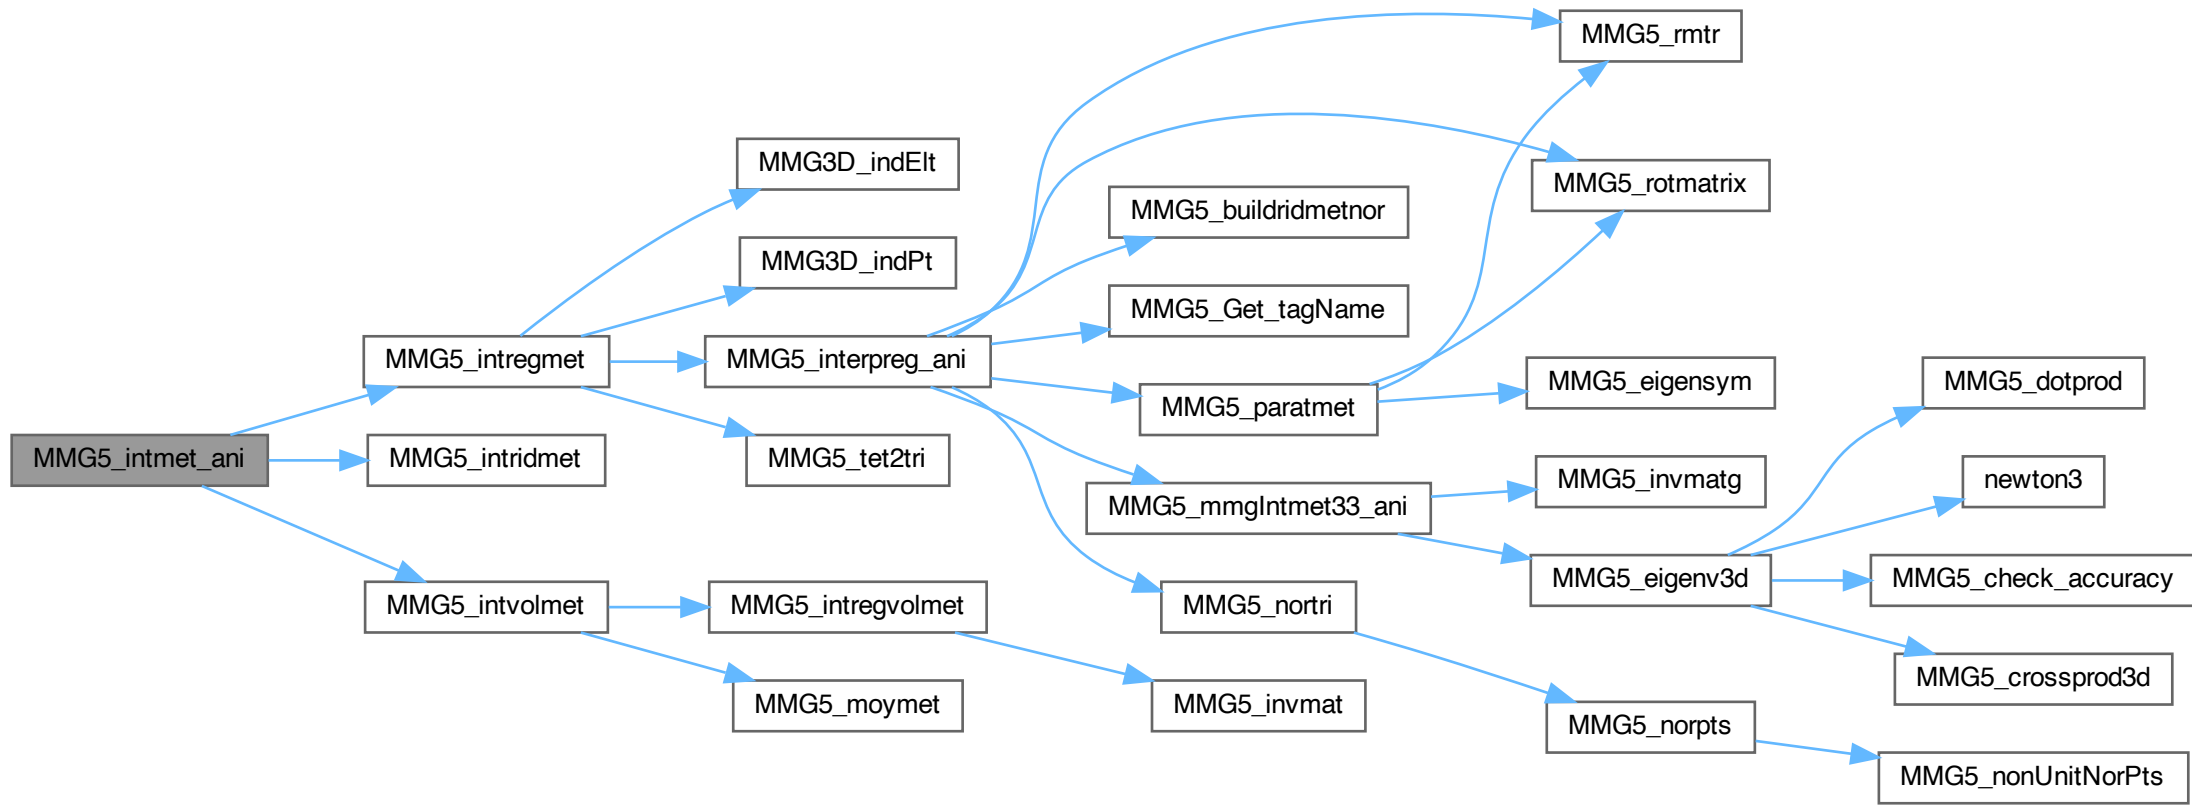 MMG5_intmet_ani
MMG5_intregmet
MMG5_intridmet
MMG5_intvolmet
MMG3D_indElt
MMG3D_indPt
MMG5_interpreg_ani
MMG5_tet2tri
MMG5_intregvolmet
MMG5_moymet
MMG5_buildridmetnor
MMG5_Get_tagName
MMG5_paratmet
MMG5_mmgIntmet33_ani
MMG5_nortri
MMG5_invmat
MMG5_rmtr
MMG5_rotmatrix
MMG5_eigensym
MMG5_invmatg
MMG5_eigenv3d
MMG5_norpts
MMG5_dotprod
newton3
MMG5_check_accuracy
MMG5_crossprod3d
MMG5_nonUnitNorPts